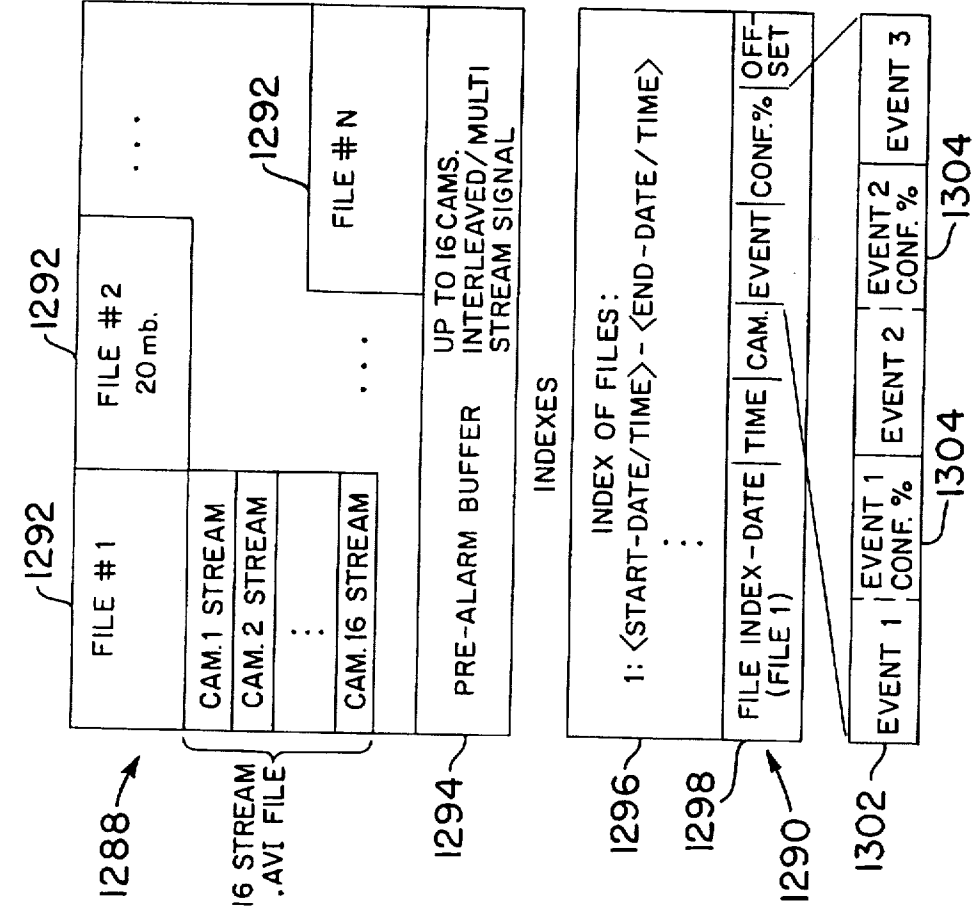 1288
1292
FILE #1
1292
FILE #2
20 mb.
...
1292
FILE #N
16 STREAM
.AVI FILE
CAM. 1 STREAM
CAM. 2 STREAM
...
CAM. 16 STREAM
...
1294
PRE-ALARM BUFFER
UP TO 16 CAMS.
INTERLEAVED/MULTI
STREAM SIGNAL
INDEXES
1296
INDEX OF FILES:
1: <START-DATE/TIME>-<END-DATE/TIME>
...
1298
1290
FILE INDEX-DATE | TIME | CAM. | EVENT | CONF.% | OFF-
(FILE 1)
SET
1302
EVENT 1
EVENT 1
CONF. %
EVENT 2
EVENT 2
CONF. %
EVENT 3
1304
1304